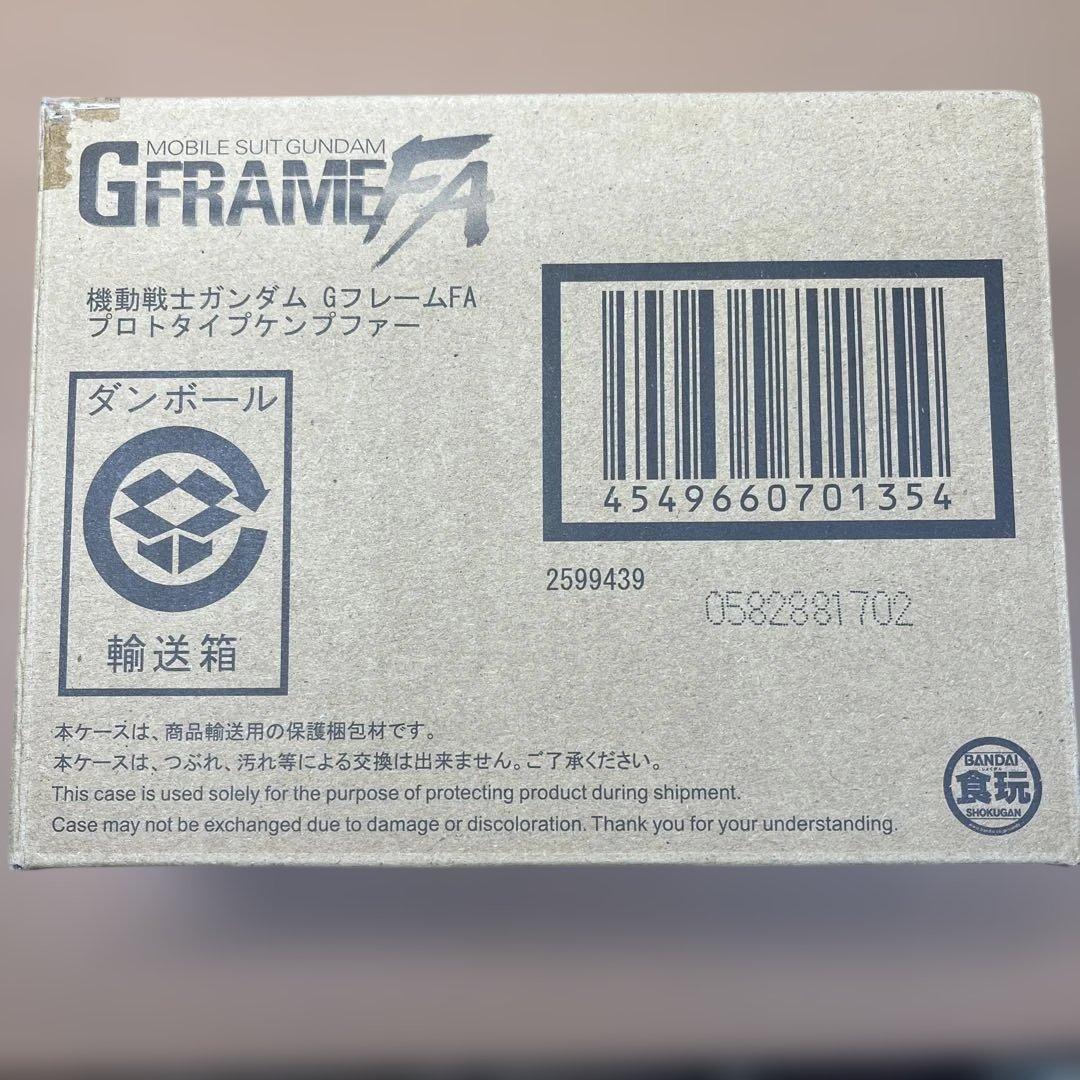 MOBILE SUIT GUNDAM
GFRAMEFA
機動戦士ガンダム GフレームFA
プロトタイプケンプファー
ダンボール
輸送箱
4549660701354
2599439
0582881702
本ケースは、商品輸送用の保護梱包材です。
本ケースは、つぶれ、汚れ等による交換は出来ません。ご了承ください。
This case is used solely for the purpose of protecting product during shipment.
Case may not be exchanged due to damage or discoloration. Thank you for your understanding.
BANDAI
しょくがん
食玩
SHOKUGAN